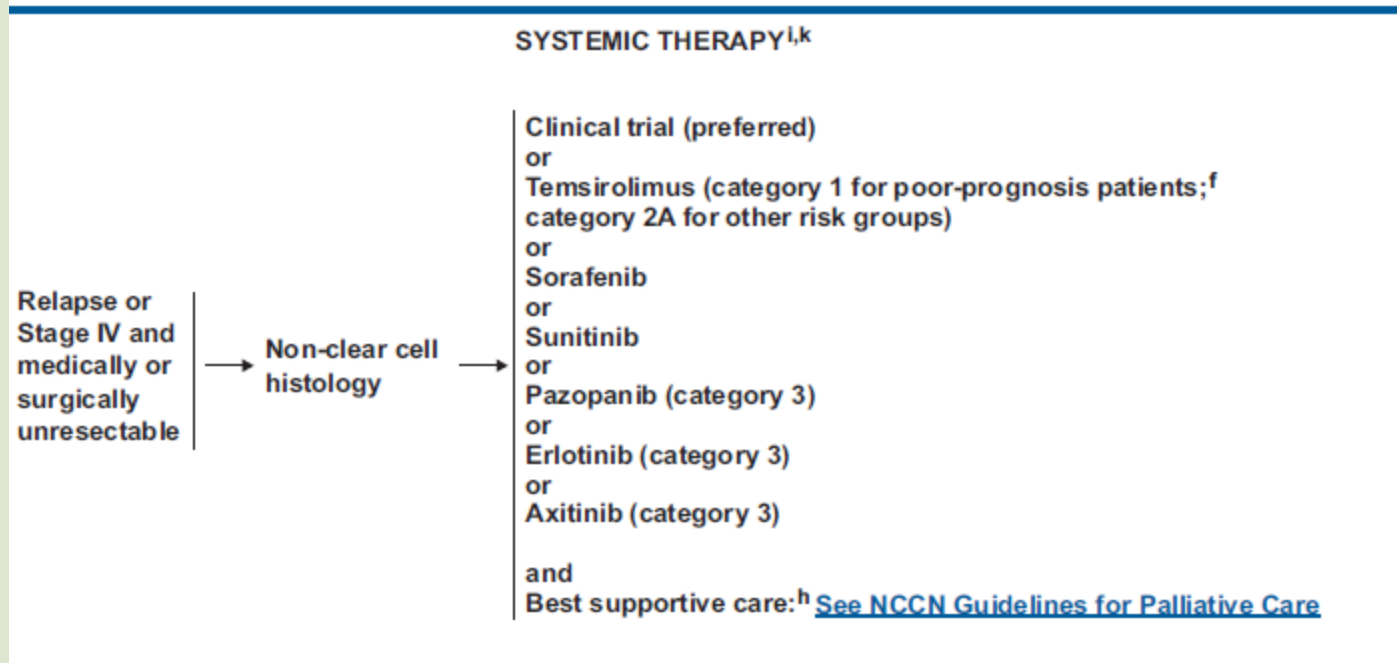 SYSTEMIC THERAPYi,k
Clinical trial (preferred)
or
Temsirolimus (category 1 for poor-prognosis patients;f
category 2A for other risk groups)
or
Sorafenib
or
Sunitinib
or
Pazopanib (category 3)
or
Erlotinib (category 3)
or
Axitinib (category 3)
and
Best supportive care:h See NCCN Guidelines for Palliative Care
Relapse or
Stage IV and
medically or
surgically
unresectable
Non-clear cell
histology